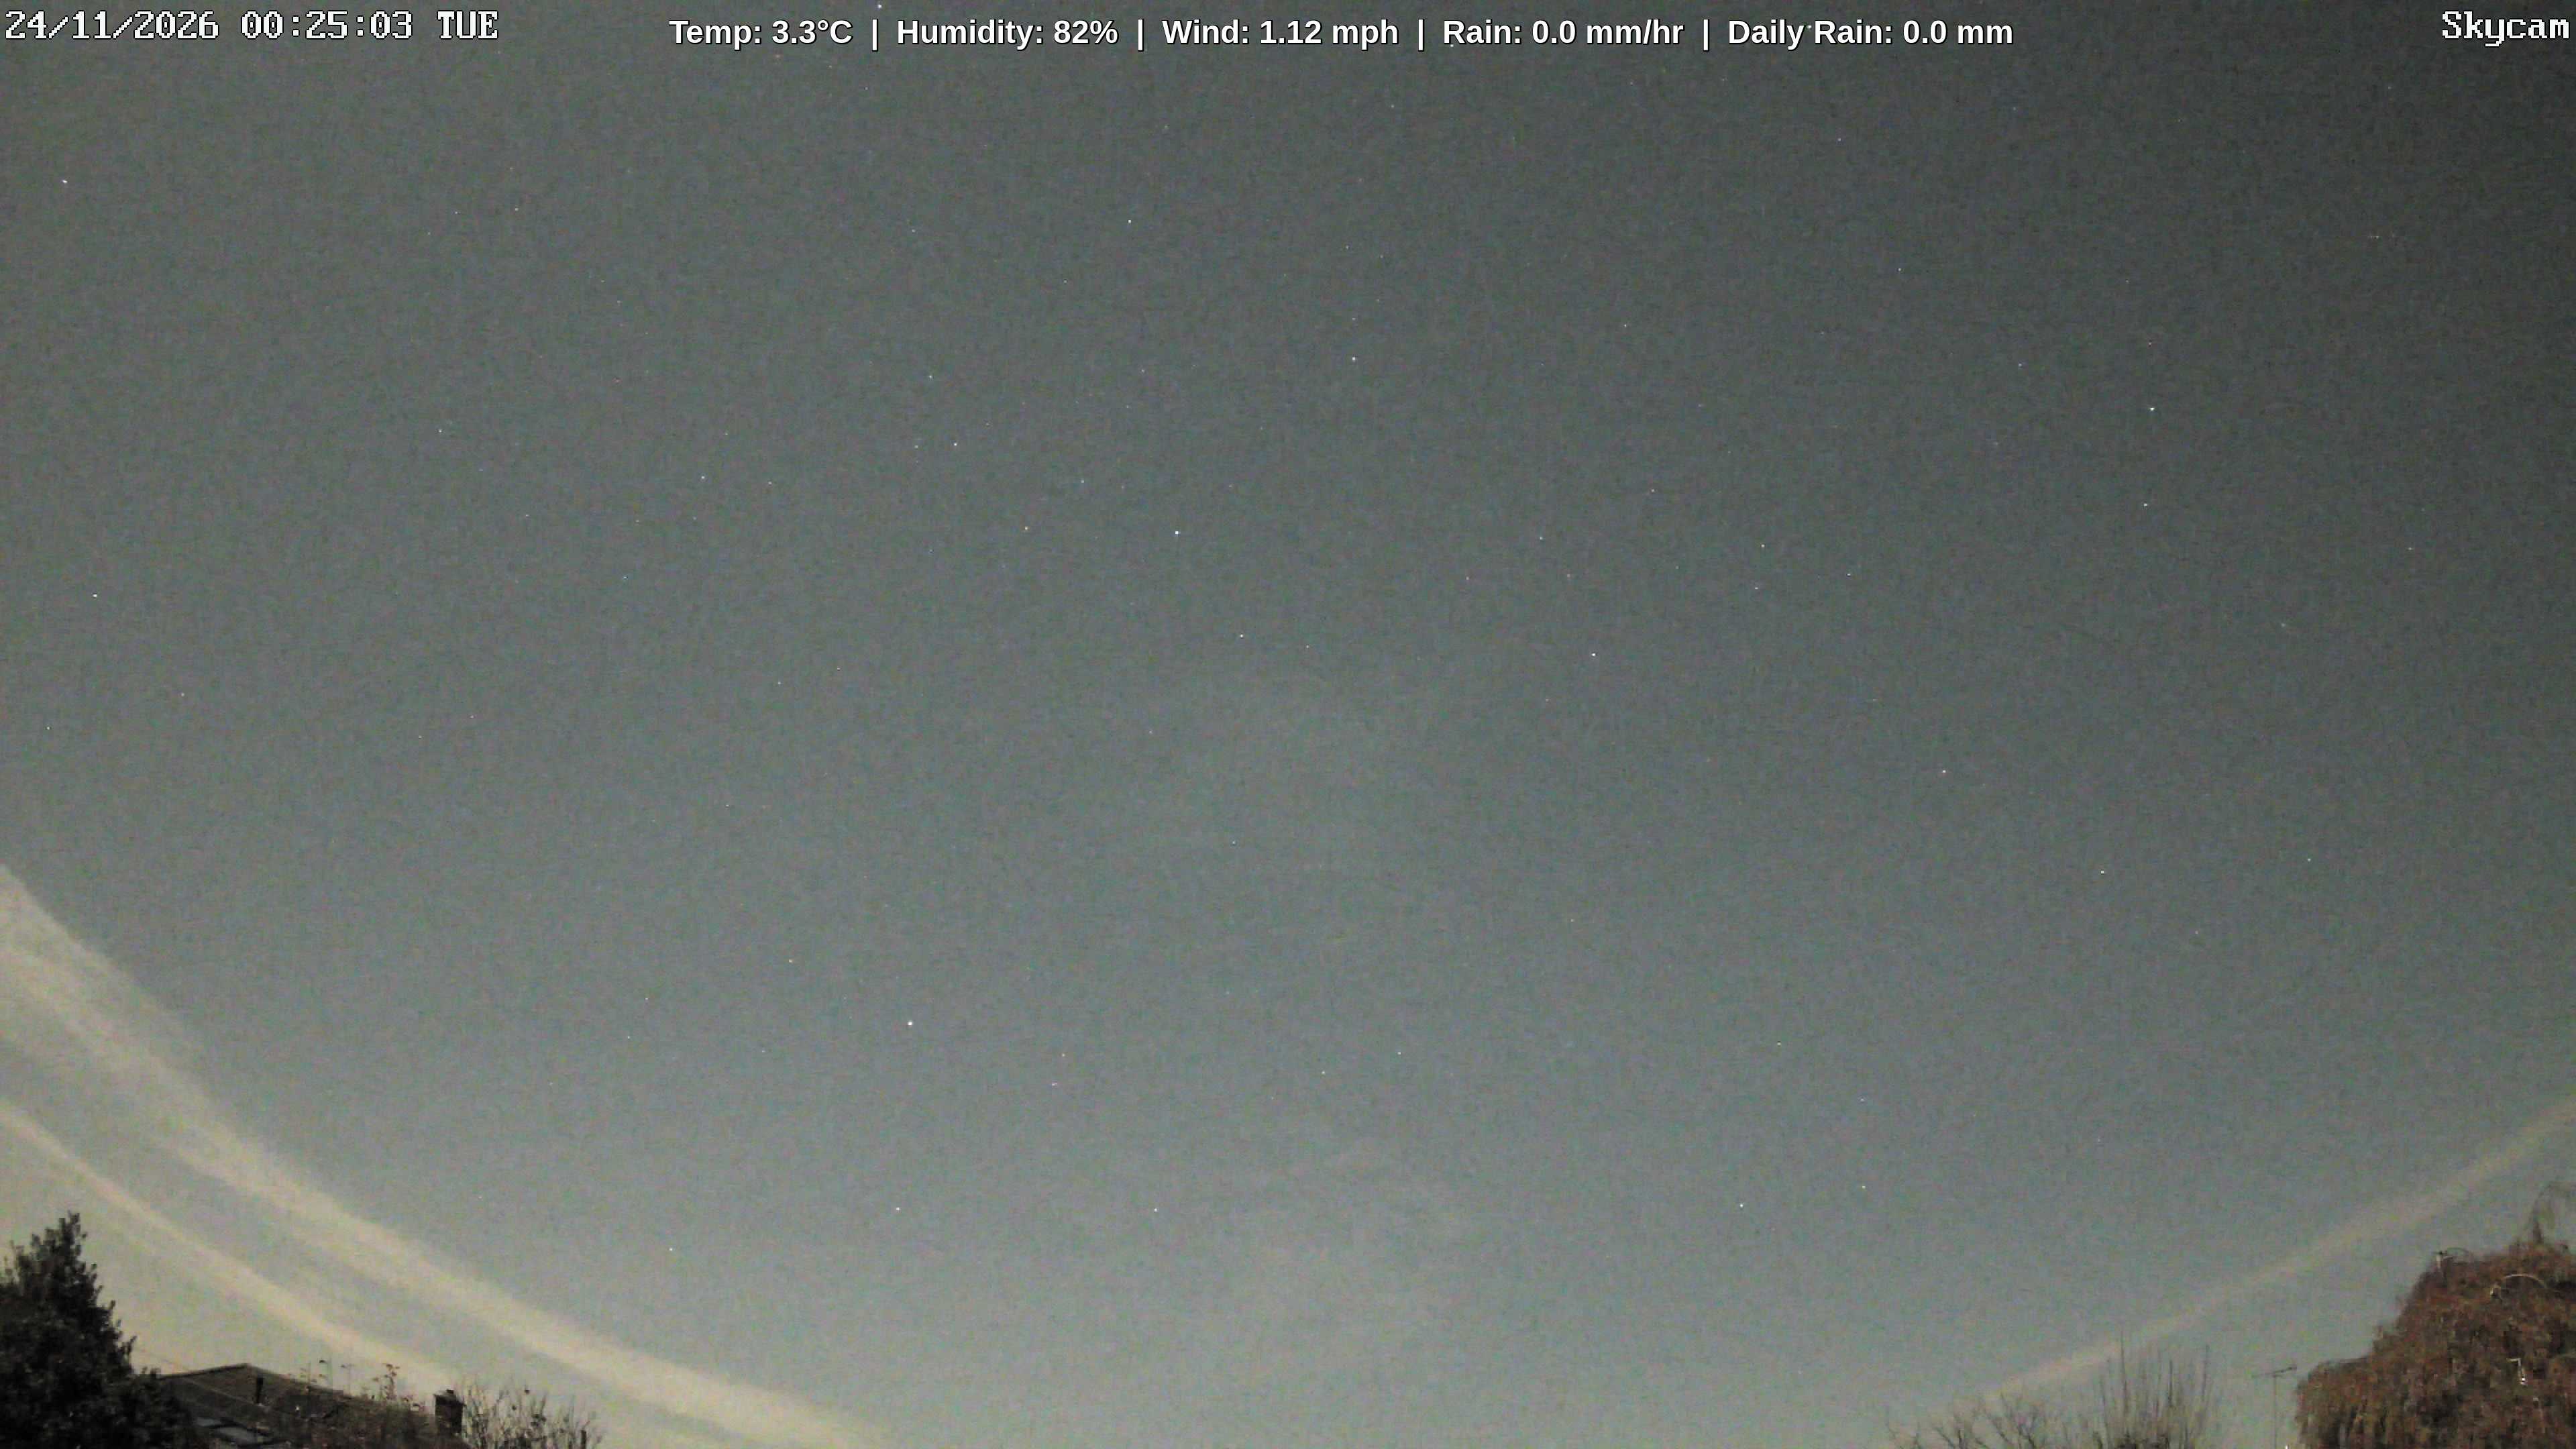 24/11/2026 00:25:03 TUE
Temp: 3.3°C | Humidity: 82% | Wind: 1.12 mph | Rain: 0.0 mm/hr | Daily Rain: 0.0 mm
Skycam